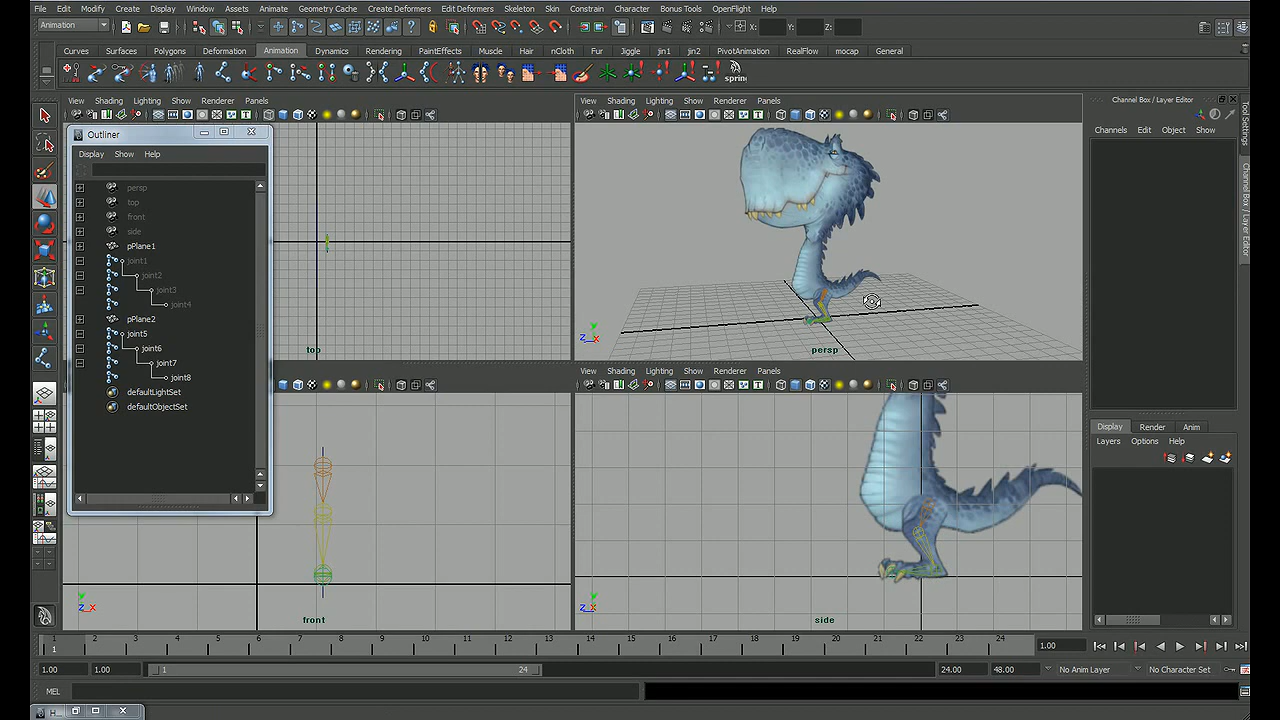 File Edit Modify Create Display Window Assets Animate Geometry Cache Create Deformers Edit Deformers Skeleton Skin Constrain Character Bonus Tools OpenFlight Help
Animation X: Y: Z:
Curves Surfaces Polygons Deformation Animation Dynamics Rendering PaintEffects Muscle Hair nCloth Fur Jiggle jin1 jin2 PivotAnimation RealFlow mocap General
View Shading Lighting Show Renderer Panels
View Shading Lighting Show Renderer Panels
Channel Box / Layer Editor
Channels Edit Object Show
Tool Settings
Channel Box / Layer Editor
Outliner
Display Show Help
persp
top
front
side
pPlane1
joint1
joint2
joint3
joint4
pPlane2
joint5
joint6
joint7
joint8
defaultLightSet
defaultObjectSet
top
Z X Y
persp
View Shading Lighting Show Renderer Panels
Y
Z X
front
Y
Z X
side
Display Render Anim
Layers Options Help
1 2 3 4 5 6 7 8 9 10 11 12 13 14 15 16 17 18 19 20 21 22 23 24
1
1.00
1.00 1.00 1 24 24.00 48.00 No Anim Layer No Character Set
MEL